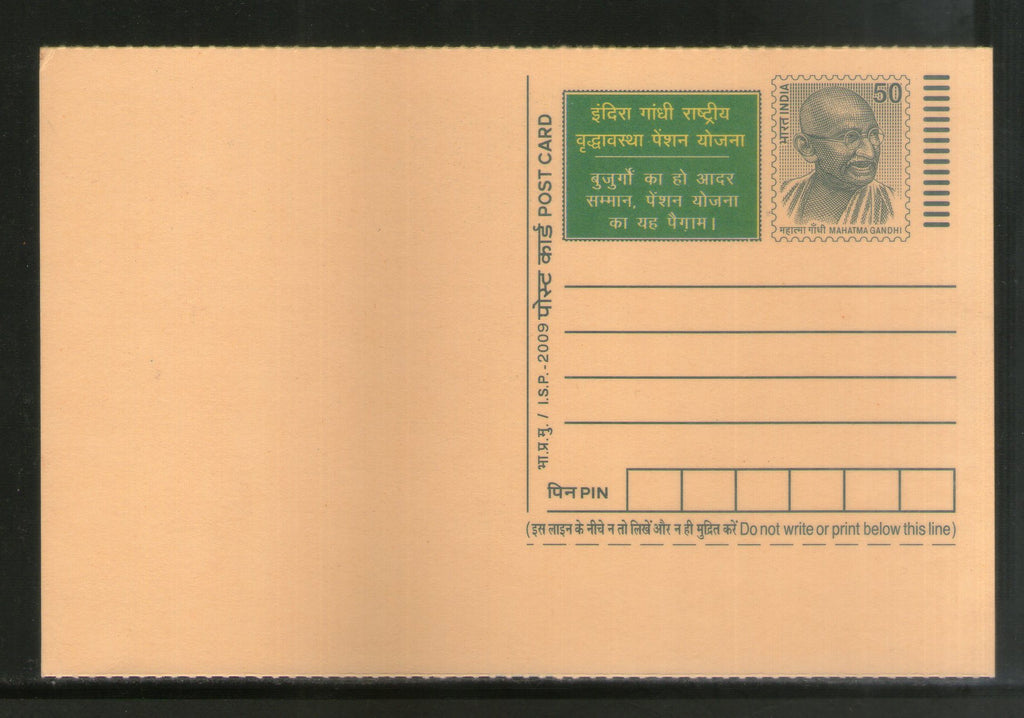 इंदिरा गांधी राष्ट्रीय
वृद्धावस्था पेंशन योजना
बुजुर्गों का हो आदर
सम्मान, पेंशन योजना
का यह पैग़ाम।
भारत INDIA
50
महात्मा गाँधी MAHATMA GANDHI
भा.प्र.मु. / I.S.P.-2009 पोस्ट कार्ड POST CARD
पिन PIN
(इस लाइन के नीचे न तो लिखें और न ही मुद्रित करें Do not write or print below this line)